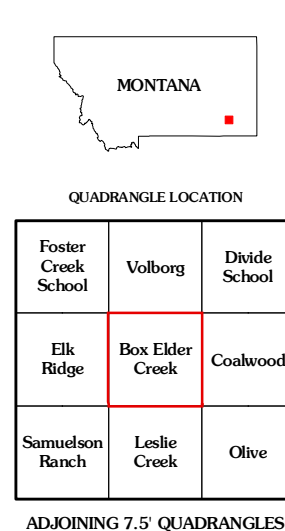 MONTANA
QUADRANGLE LOCATION
Foster
Creek
School
Volborg
Divide
School
Elk
Ridge
Box Elder
Creek
Coalwood
Samuelson
Ranch
Leslie
Creek
Olive
ADJOINING 7.5' QUADRANGLES